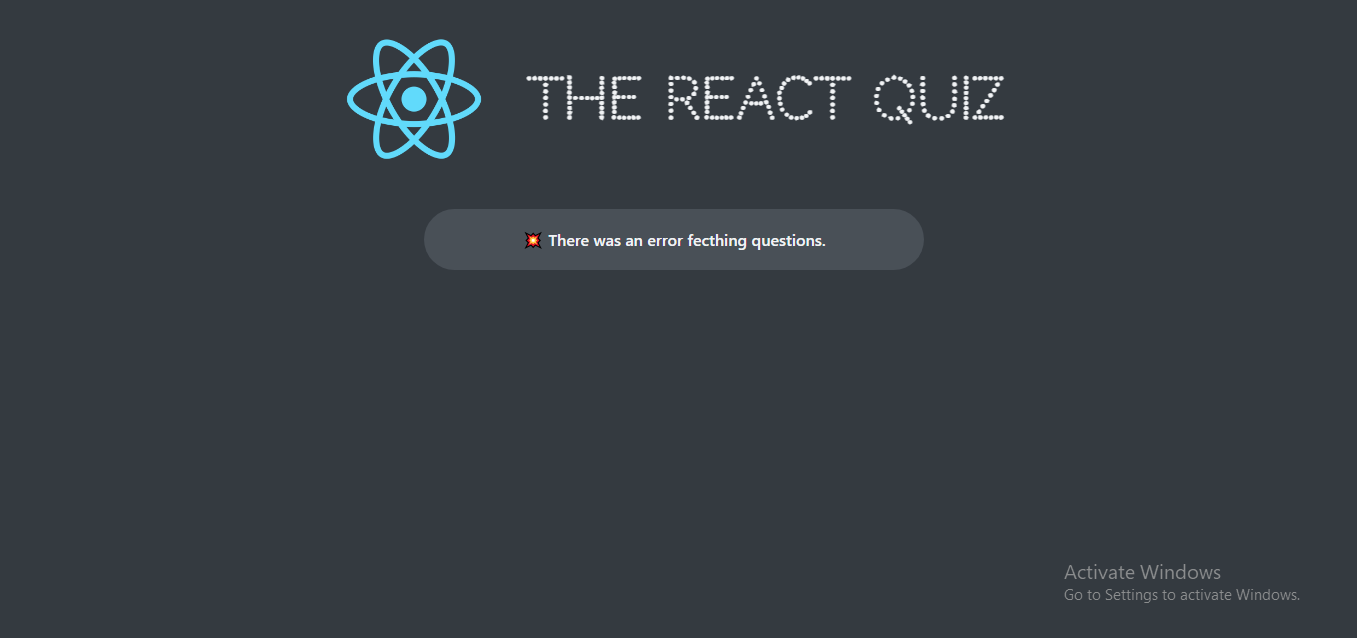 THE REACT QUIZ
💥 There was an error fecthing questions.
Activate Windows
Go to Settings to activate Windows.